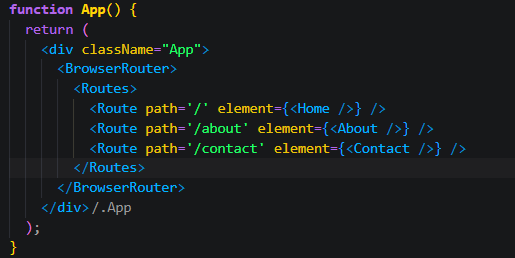 function App() {
return (
<div className="App">
<BrowserRouter>
<Routes>
<Route path='/' element={<Home />} />
<Route path='/about' element={<About />} />
<Route path='/contact' element={<Contact />} />
</Routes>
</BrowserRouter>
</div>/.App
);
}